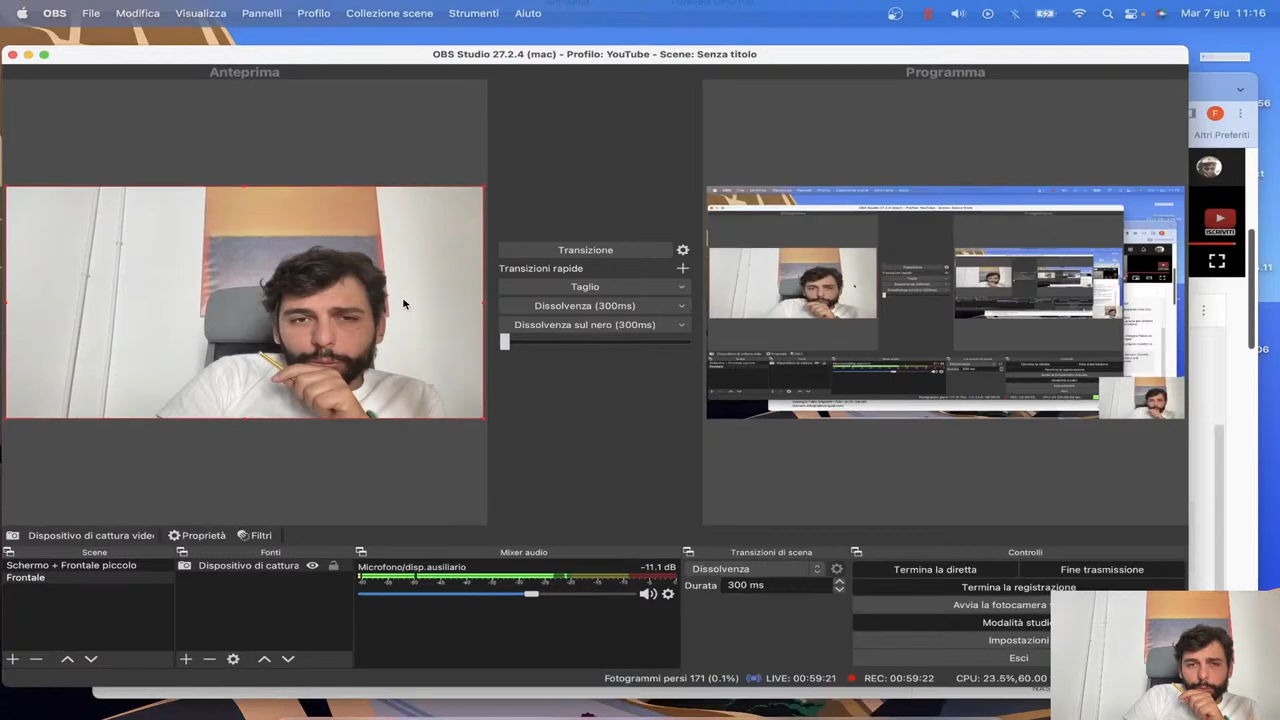 OBS File Modifica Visualizza Pannelli Profilo Collezione scene Strumenti Aiuto Mar 7 giu 11:16
OBS Studio 27.2.4 (mac) - Profilo: YouTube - Scene: Senza titolo
Anteprima
Programma
56
F
Altri Preferiti
ISCRIVITI
Transizione
Transizioni rapide
Taglio
Dissolvenza (300ms)
Dissolvenza sul nero (300ms)
Dispositivo di cattura video
Proprietà
Filtri
Scene
Fonti
Mixer audio
Transizioni di scena
Controlli
Schermo + Frontale piccolo
Frontale
Dispositivo di cattura
Microfono/disp.ausiliario
-11.1 dB
Dissolvenza
Durata 300 ms
Termina la diretta
Fine trasmissione
Termina la registrazione
Avvia la fotocamera
Modalità studio
Impostazioni
Esci
Fotogrammi persi 171 (0.1%) LIVE: 00:59:21 REC: 00:59:22 CPU: 23.5%,60.00
NAS